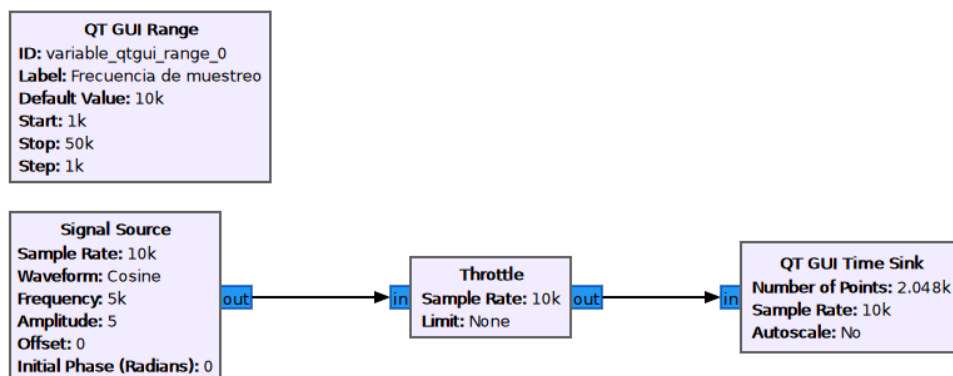 QT GUI Range
ID: variable_qtgui_range_0
Label: Frecuencia de muestreo
Default Value: 10k
Start: 1k
Stop: 50k
Step: 1k
Signal Source
Sample Rate: 10k
Waveform: Cosine
Frequency: 5k
Amplitude: 5
Offset: 0
Initial Phase (Radians): 0
out
in
Throttle
Sample Rate: 10k
Limit: None
out
in
QT GUI Time Sink
Number of Points: 2.048k
Sample Rate: 10k
Autoscale: No